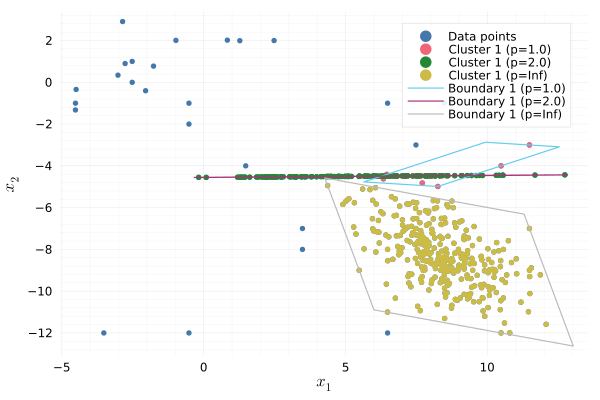 Data points
Cluster 1 (p=1.0)
Cluster 1 (p=2.0)
Cluster 1 (p=Inf)
Boundary 1 (p=1.0)
Boundary 1 (p=2.0)
Boundary 1 (p=Inf)
2
0
−2
−4
−6
−8
−10
−12
x₂
−5
0
5
10
x₁